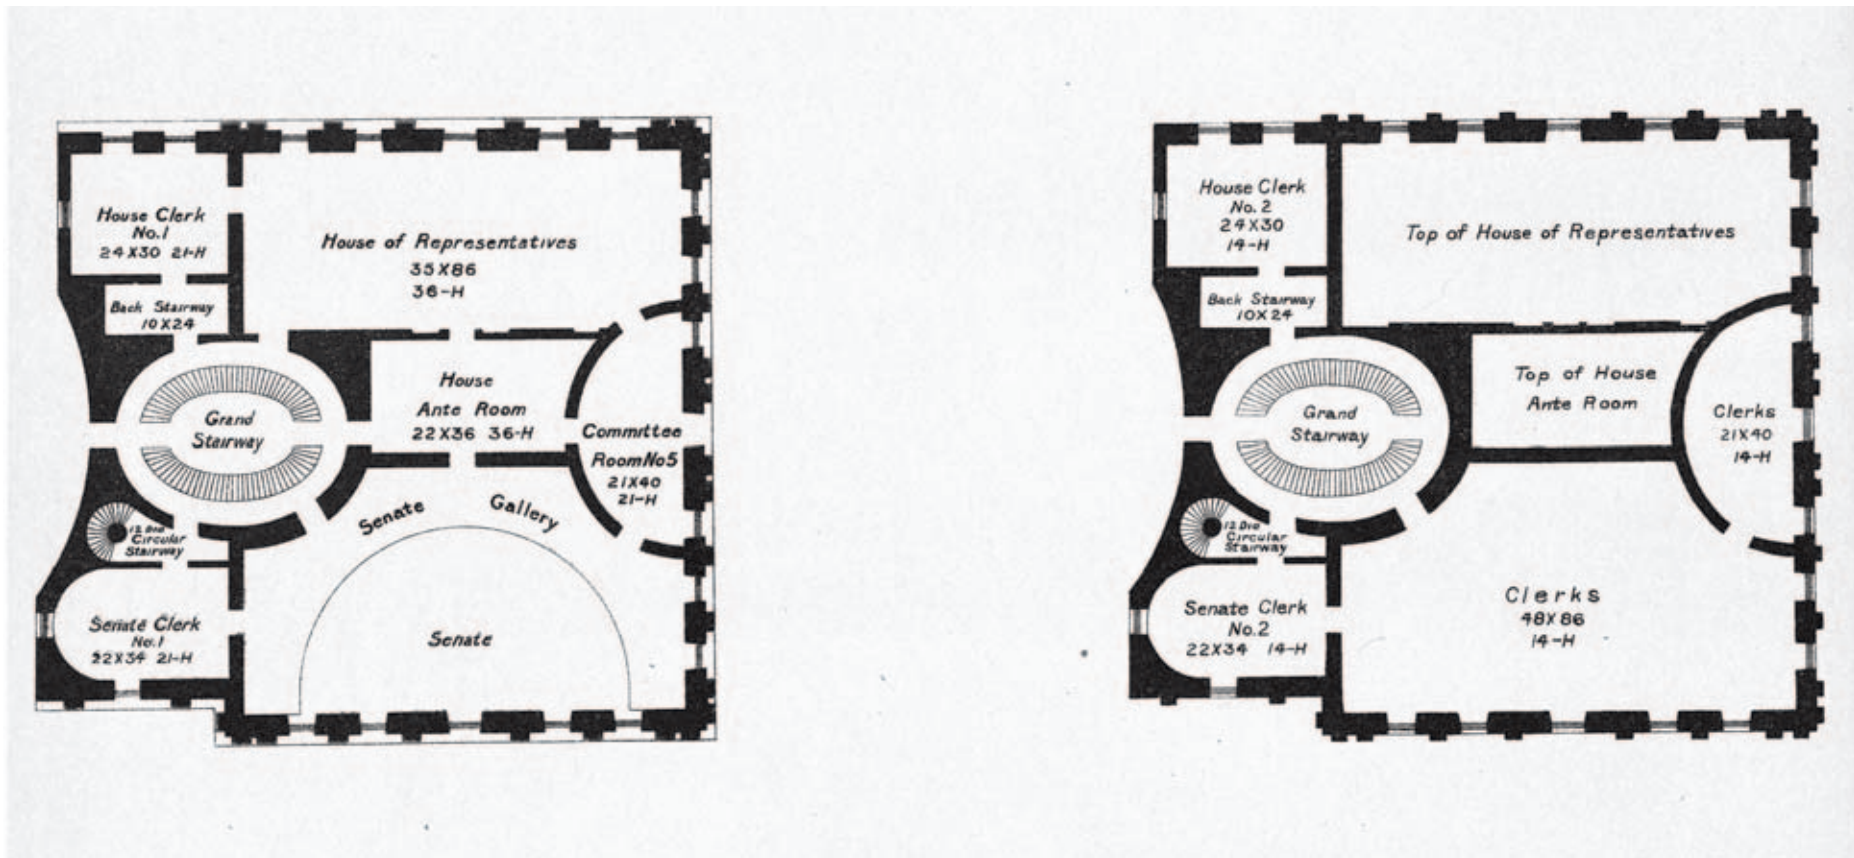 House Clerk
No.1
24X30 21-H
House of Representatives
35X86
36-H
Back Stairway
10X24
House
Ante Room
22X36 36-H
Grand
Stairway
Committee
Room No5
21X40
21-H
Senate Gallery
12 Dia
Circular
Stairway
Senate Clerk
No.1
22X34 21-H
Senate
House Clerk
No.2
24X30
14-H
Top of House of Representatives
Back Stairway
10X24
Top of House
Ante Room
Grand
Stairway
Clerks
21X40
14-H
12 Dia
Circular
Stairway
Senate Clerk
No.2
22X34 14-H
Clerks
48X86
14-H